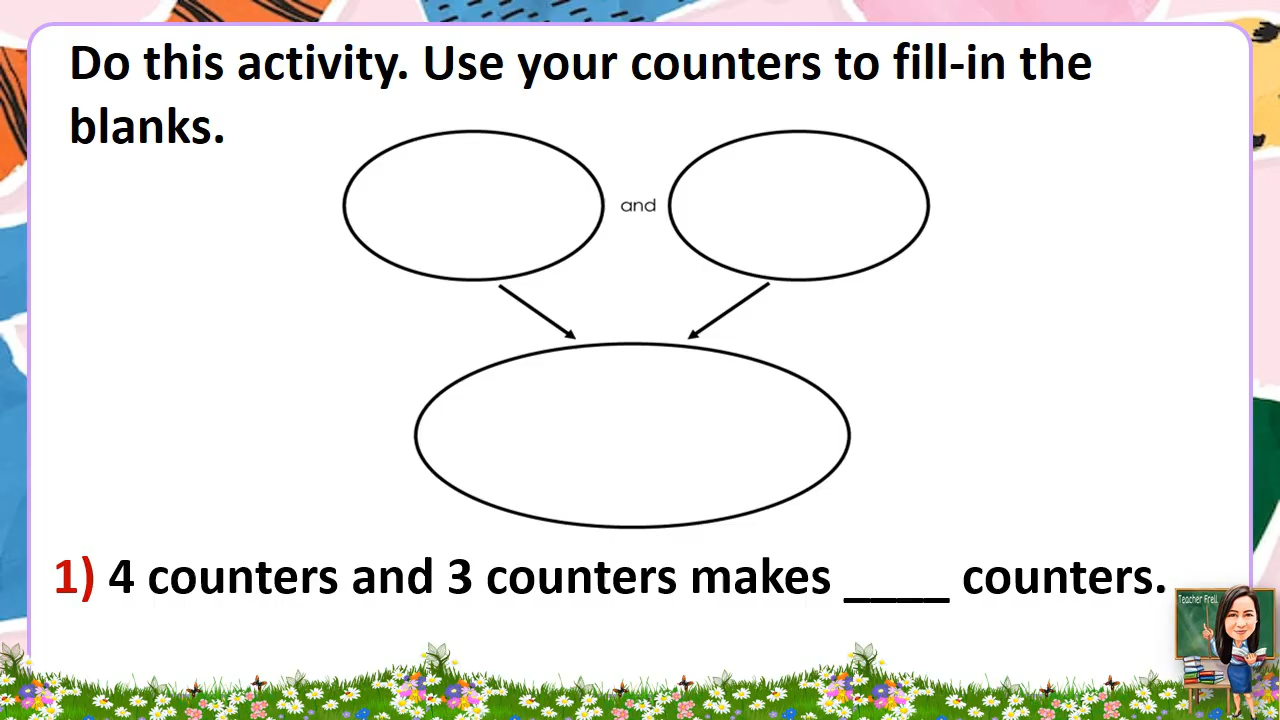 Do this activity. Use your counters to fill-in the
blanks.
and
1) 4 counters and 3 counters makes ____ counters.
Teacher Frell